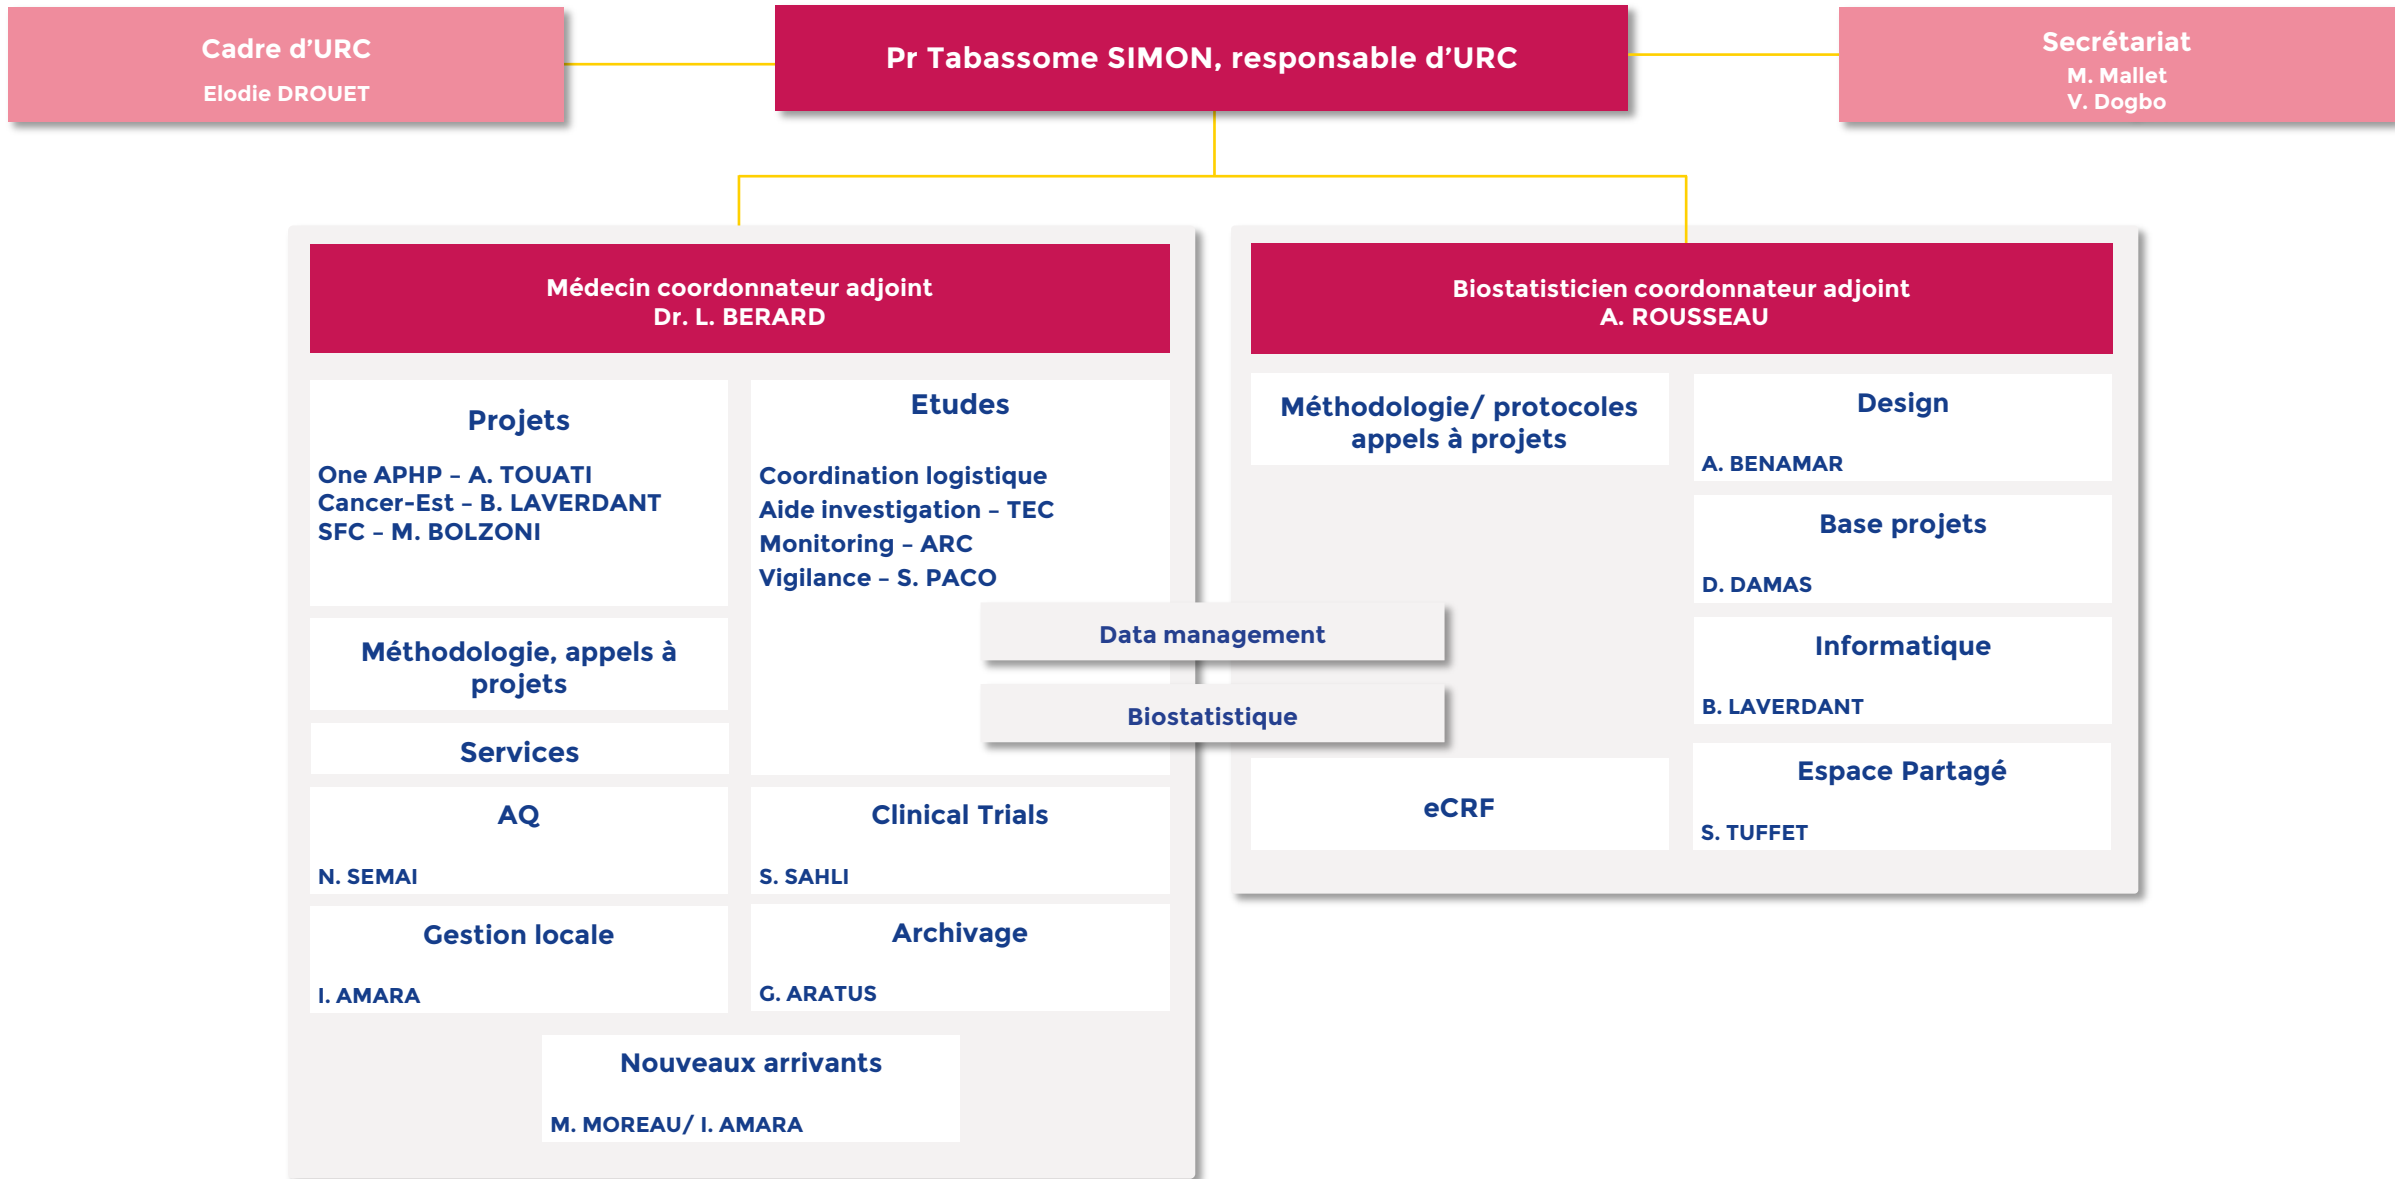 Cadre d’URC
Elodie DROUET
Pr Tabassome SIMON, responsable d’URC
Secrétariat
M. Mallet
V. Dogbo
Médecin coordonnateur adjoint
Dr. L. BERARD
Projets
One APHP – A. TOUATI
Cancer-Est – B. LAVERDANT
SFC – M. BOLZONI
Etudes
Coordination logistique
Aide investigation – TEC
Monitoring – ARC
Vigilance – S. PACO
Méthodologie, appels à
projets
Services
AQ
N. SEMAI
Clinical Trials
S. SAHLI
Gestion locale
I. AMARA
Archivage
G. ARATUS
Nouveaux arrivants
M. MOREAU/ I. AMARA
Data management
Biostatistique
Biostatisticien coordonnateur adjoint
A. ROUSSEAU
Méthodologie/ protocoles
appels à projets
Design
A. BENAMAR
Base projets
D. DAMAS
Informatique
B. LAVERDANT
eCRF
Espace Partagé
S. TUFFET